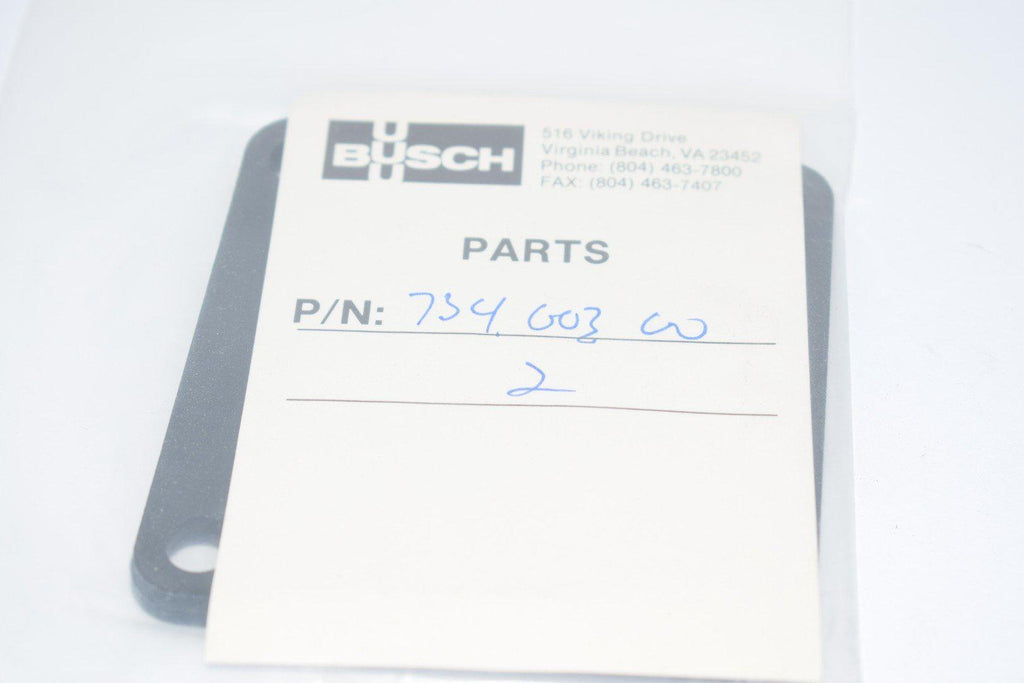 BUSCH
516 Viking Drive
Virginia Beach, VA 23452
Phone: (804) 463-7800
FAX: (804) 463-7407
PARTS
P/N: 734.003 00
2